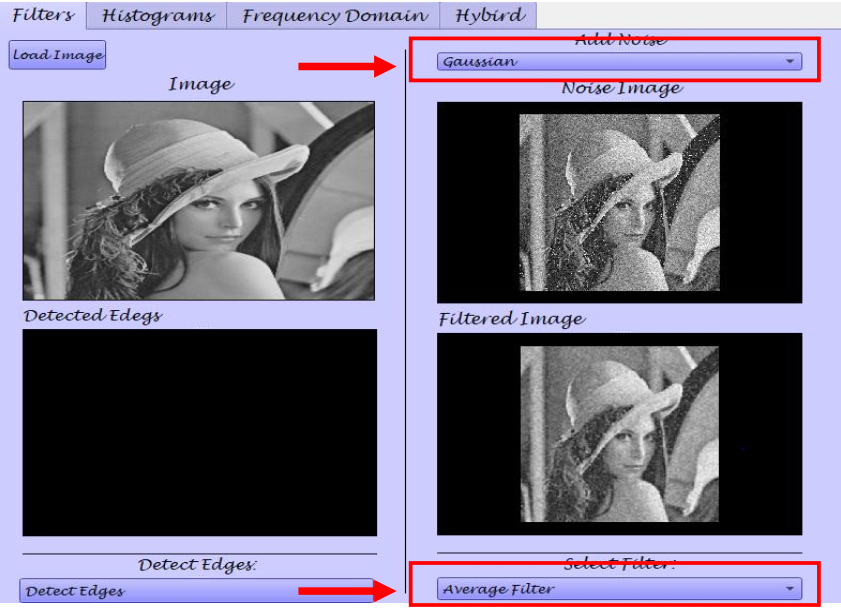 Filters Histograms Frequency Domain Hybird
Load Image
Image
Detected Edegs
Detect Edges:
Detect Edges
Add Noise
Gaussian
Noise Image
Filtered Image
Select Filter:
Average Filter